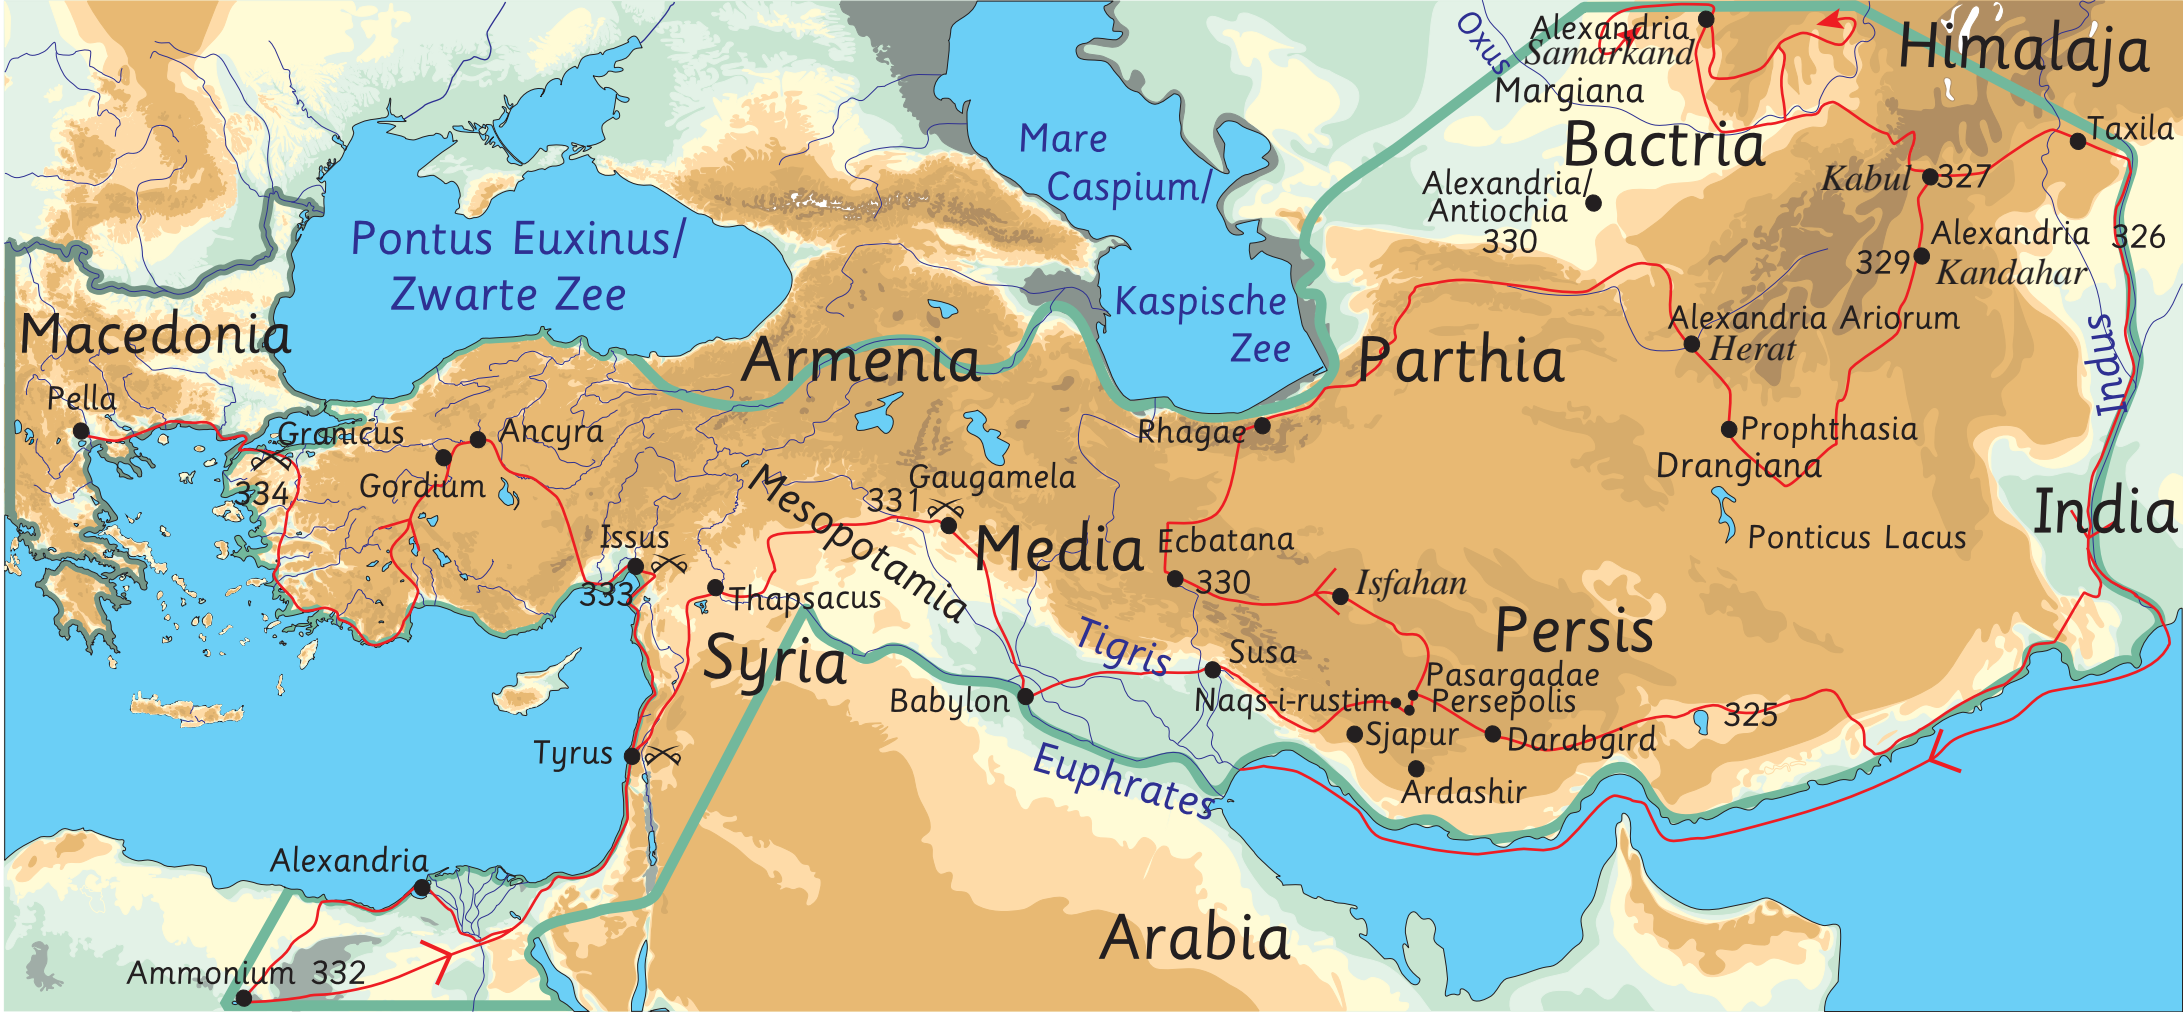 Oxus
Alexandria
Samarkand
Margiana
Himalaja
Mare
Caspium/
Kaspische
Zee
Bactria
Taxila
Kabul
327
Alexandria/
Antiochia
330
Alexandria
329
Kandahar
326
Pontus Euxinus/
Zwarte Zee
Macedonia
Armenia
Parthia
Alexandria Ariorum
Herat
Indus
Pella
Granicus
Ancyra
334
Gordium
Rhagae
Prophthasia
Drangiana
Gaugamela
331
Mesopotamia
Issus
333
Media
Ecbatana
330
Isfahan
Ponticus Lacus
India
Thapsacus
Syria
Tigris
Susa
Persis
Pasargadae
Babylon
Naqs-i-rustim
Persepolis
325
Tyrus
Sjapur
Darabgird
Euphrates
Ardashir
Alexandria
Arabia
Ammonium 332